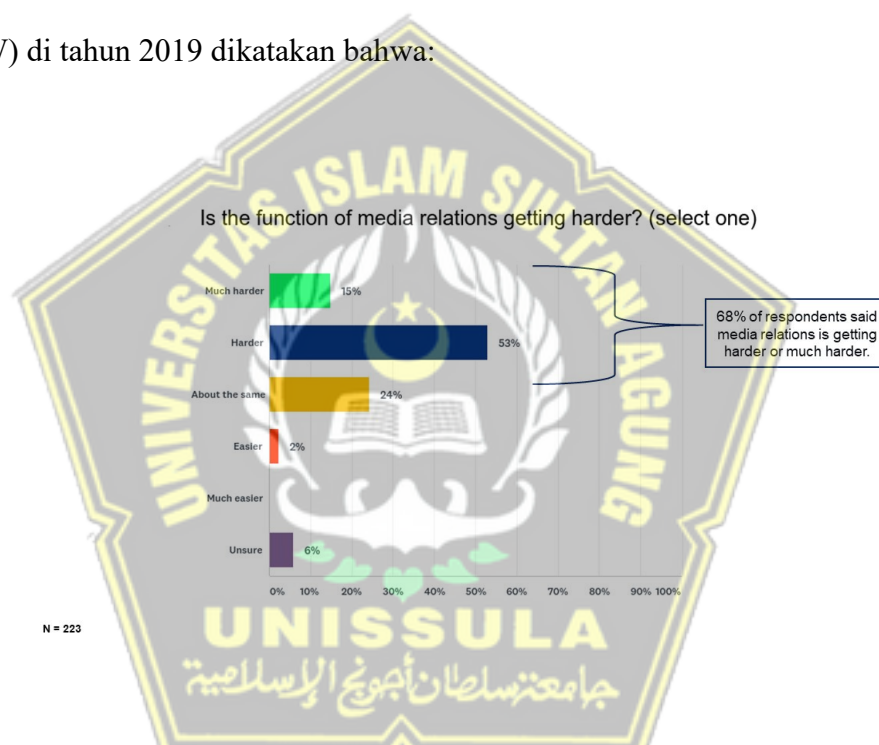 V) di tahun 2019 dikatakan bahwa:
UNIVERSITAS ISLAM SULTAN AGUNG
Is the function of media relations getting harder? (select one)
Much harder 15%
Harder 53%
About the same 24%
Easier 2%
Much easier
Unsure 6%
68% of respondents said
media relations is getting
harder or much harder.
0% 10% 20% 30% 40% 50% 60% 70% 80% 90% 100%
N = 223
UNISSULA
جامعتسلطان أجونج الإسلامية